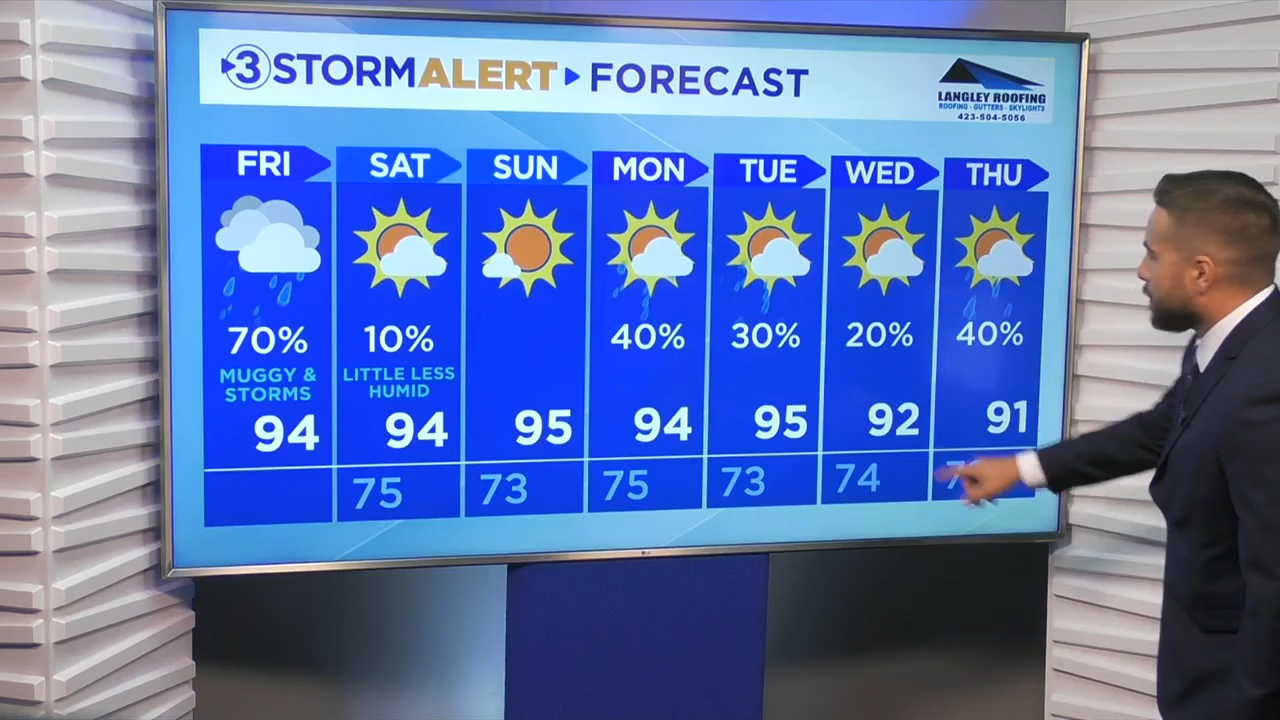 3 STORM ALERT FORECAST
LANGLEY ROOFING
ROOFING - GUTTERS - SKYLIGHTS
423-504-5056
FRI SAT SUN MON TUE WED THU
70% 10% 40% 30% 20% 40%
MUGGY & STORMS
LITTLE LESS HUMID
94 94 95 94 95 92 91
75 73 75 73 74
LG